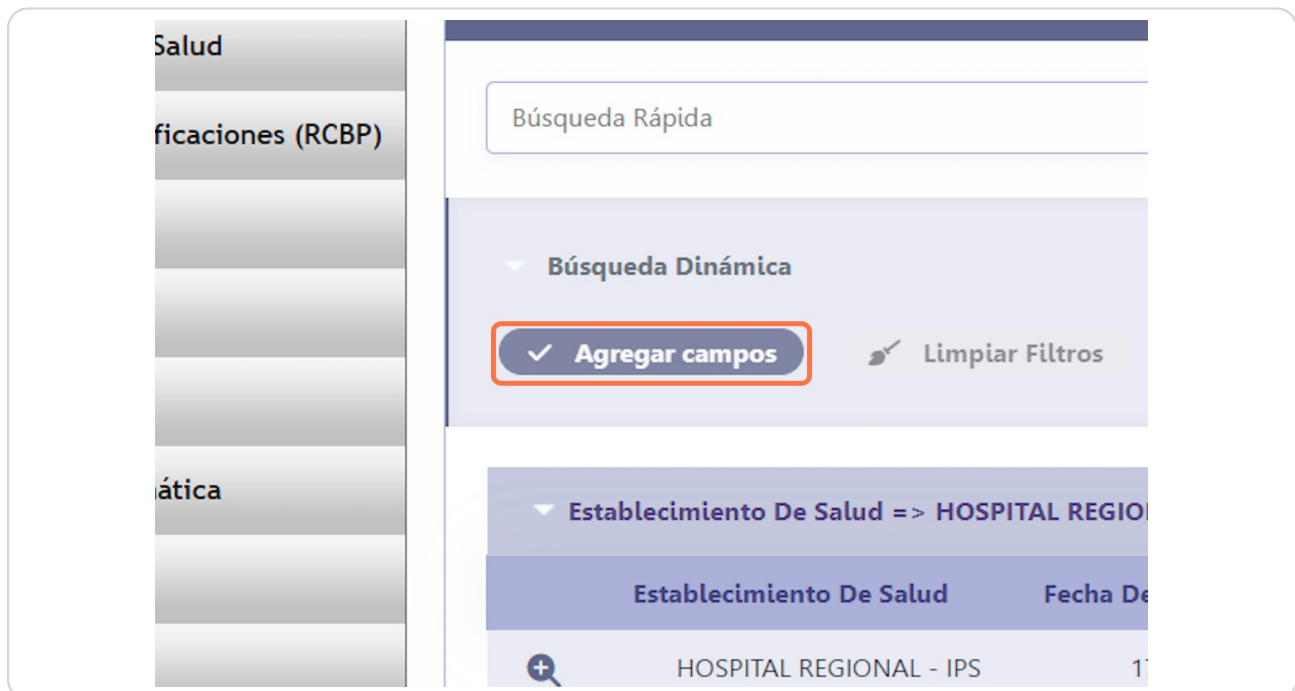 Salud
ficaciones (RCBP)
ática
Búsqueda Rápida
Búsqueda Dinámica
Agregar campos
Limpiar Filtros
Establecimiento De Salud => HOSPITAL REGIO
Establecimiento De Salud Fecha De
HOSPITAL REGIONAL - IPS 17